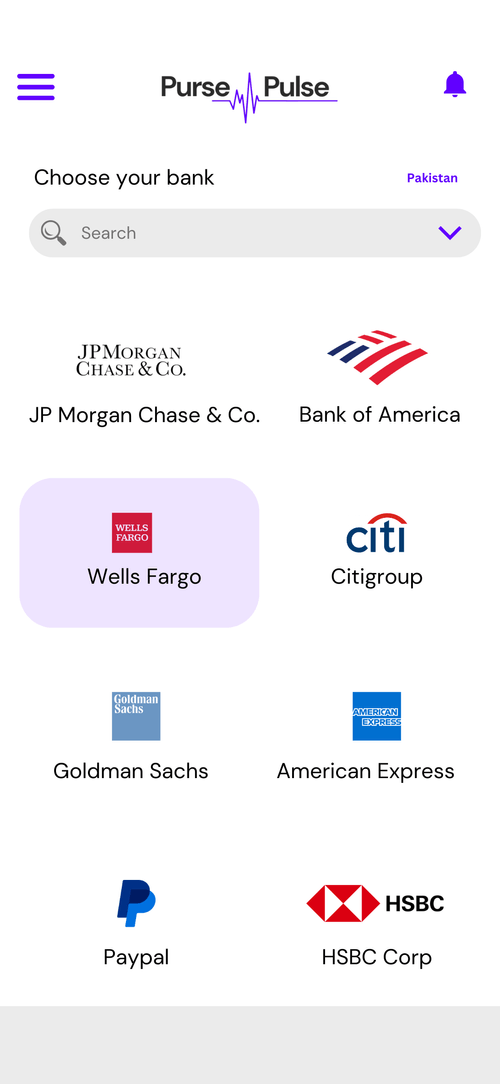 Purse Pulse
Choose your bank
Pakistan
Search
JPMORGAN
CHASE & CO.
JP Morgan Chase & Co.
Bank of America
WELLS
FARGO
Wells Fargo
citi
Citigroup
Goldman
Sachs
Goldman Sachs
AMERICAN
EXPRESS
American Express
Paypal
HSBC
HSBC Corp